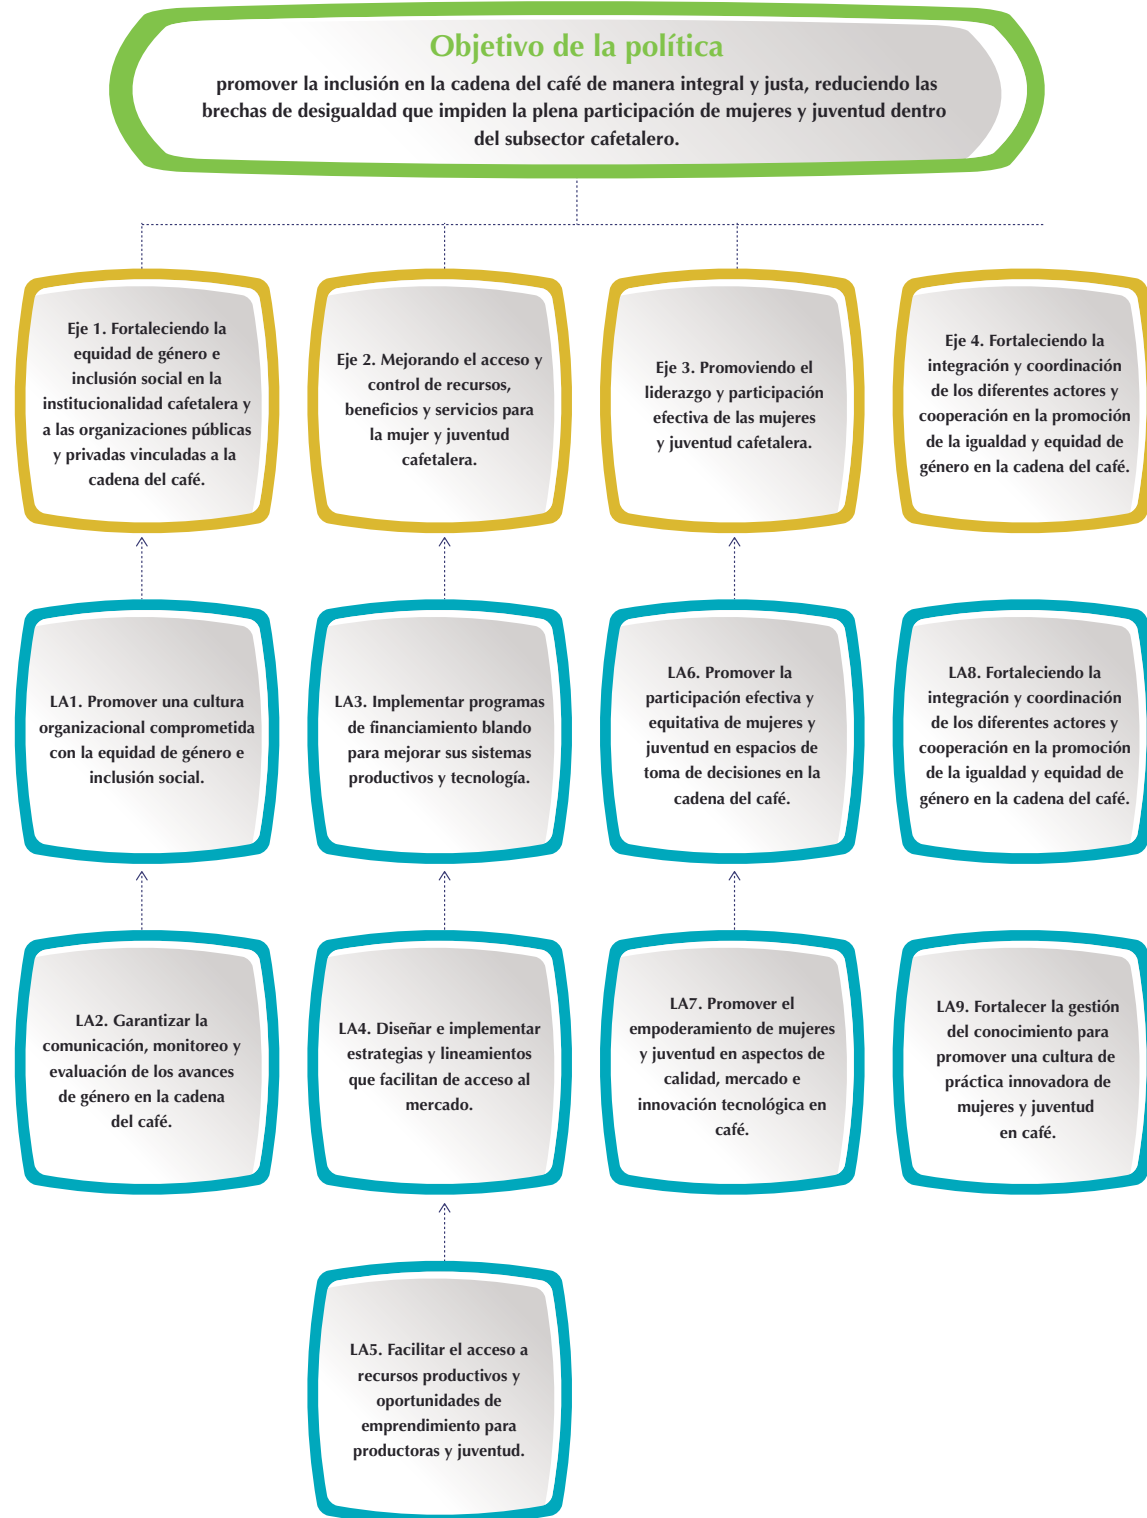 Objetivo de la política
promover la inclusión en la cadena del café de manera integral y justa, reduciendo las
brechas de desigualdad que impiden la plena participación de mujeres y juventud dentro
del subsector cafetalero.
Eje 1. Fortaleciendo la
equidad de género e
inclusión social en la
institucionalidad cafetalera y
a las organizaciones públicas
y privadas vinculadas a la
cadena del café.
Eje 2. Mejorando el acceso y
control de recursos,
beneficios y servicios para
la mujer y juventud
cafetalera.
Eje 3. Promoviendo el
liderazgo y participación
efectiva de las mujeres
y juventud cafetalera.
Eje 4. Fortaleciendo la
integración y coordinación
de los diferentes actores y
cooperación en la promoción
de la igualdad y equidad de
género en la cadena del café.
LA1. Promover una cultura
organizacional comprometida
con la equidad de género e
inclusión social.
LA3. Implementar programas
de financiamiento blando
para mejorar sus sistemas
productivos y tecnología.
LA6. Promover la
participación efectiva y
equitativa de mujeres y
juventud en espacios de
toma de decisiones en la
cadena del café.
LA8. Fortaleciendo la
integración y coordinación
de los diferentes actores y
cooperación en la promoción
de la igualdad y equidad de
género en la cadena del café.
LA2. Garantizar la
comunicación, monitoreo y
evaluación de los avances
de género en la cadena
del café.
LA4. Diseñar e implementar
estrategias y lineamientos
que facilitan de acceso al
mercado.
LA7. Promover el
empoderamiento de mujeres
y juventud en aspectos de
calidad, mercado e
innovación tecnológica en
café.
LA9. Fortalecer la gestión
del conocimiento para
promover una cultura de
práctica innovadora de
mujeres y juventud
en café.
LA5. Facilitar el acceso a
recursos productivos y
oportunidades de
emprendimiento para
productoras y juventud.